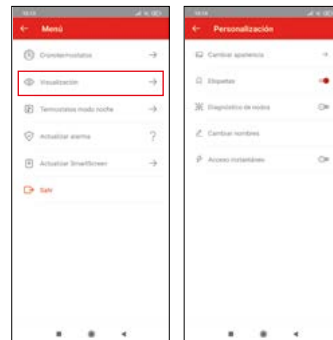 Menú
Cronotermostatos
Visualización
Termostatos modo noche
Actualizar alarma
Actualizar SmartScreen
Salir
Personalización
Cambiar apariencia
Etiquetas
Diagnóstico de nodos
Cambiar nombres
Acceso instantáneo